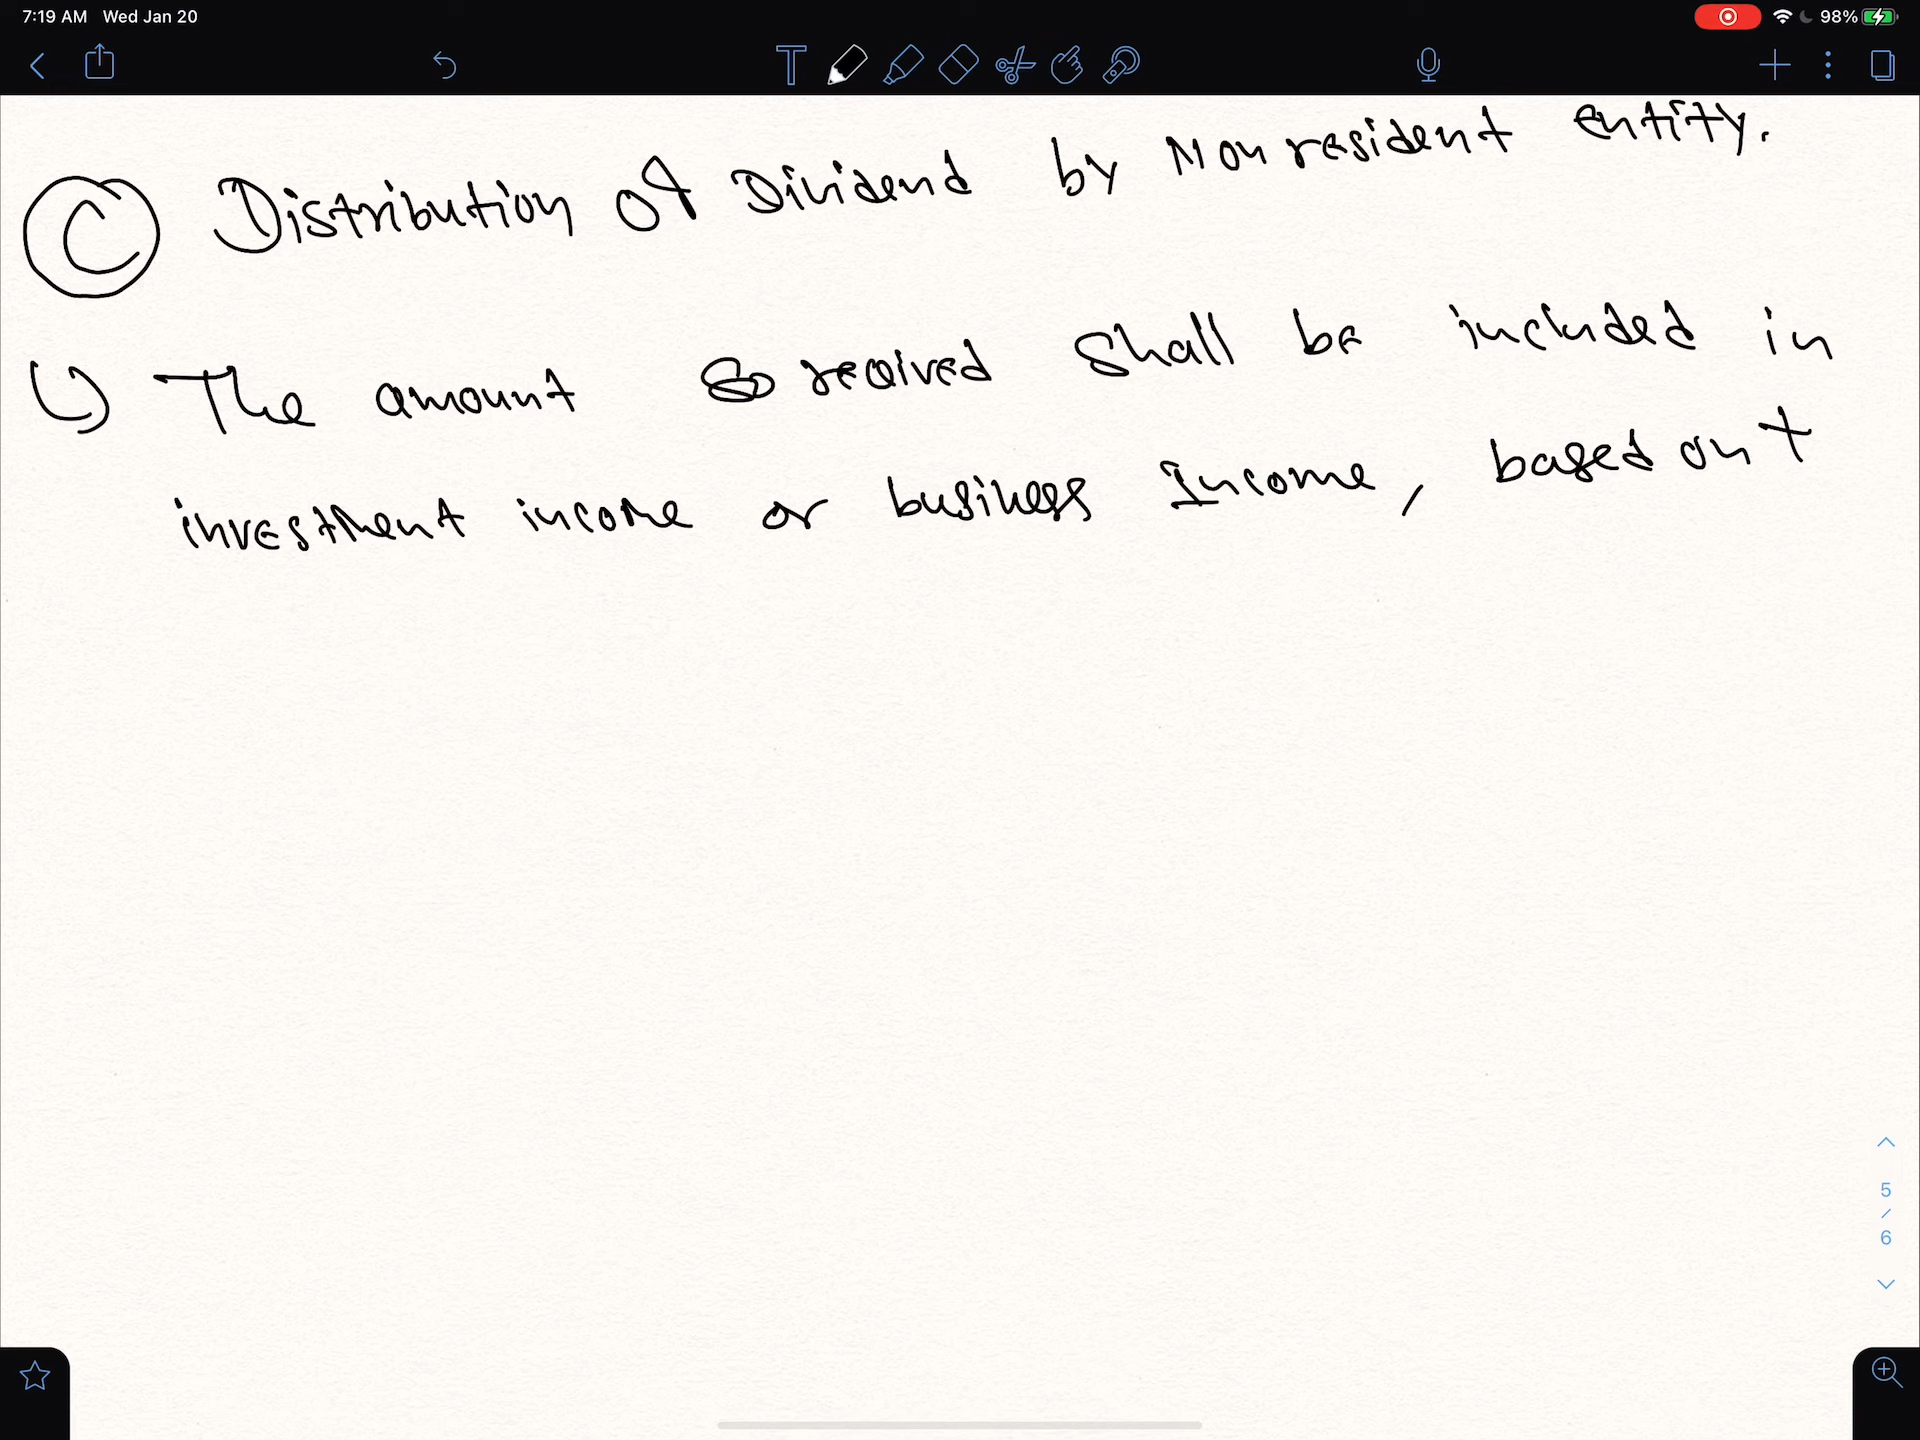 7:19 AM Wed Jan 20 98%
C Distribution of Dividend by Non resident entity.
The amount so received shall be included in
investment income or business Income, based on t
5
/
6